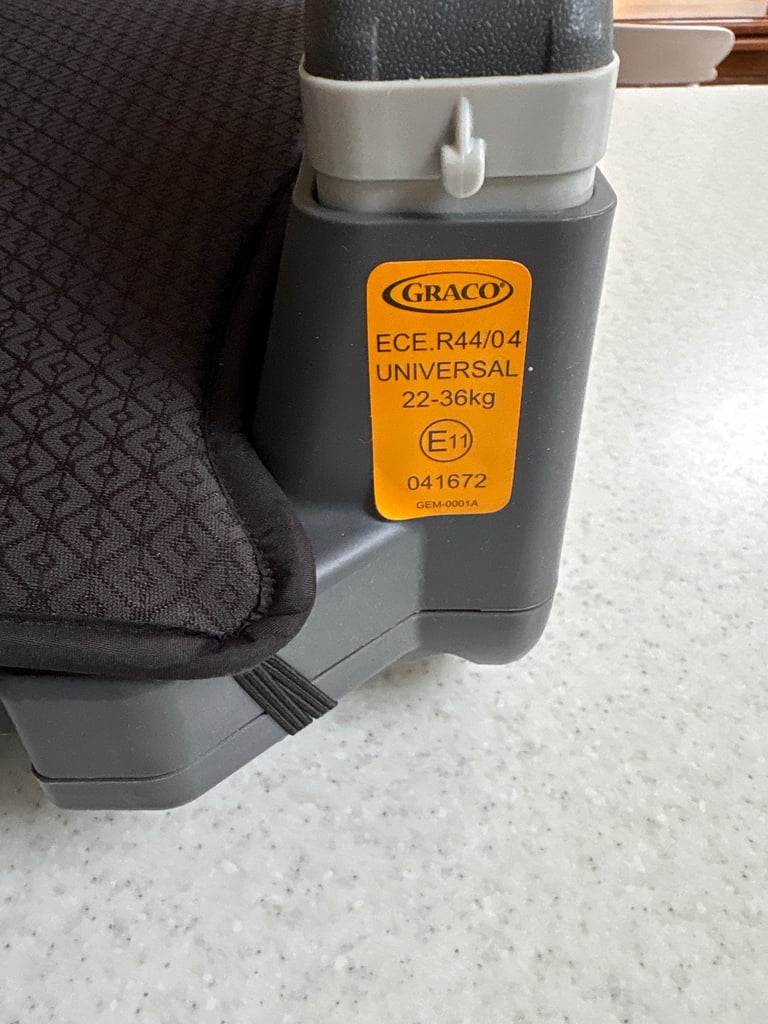 GRACO®
ECE.R44/04
UNIVERSAL
22-36kg
E11
041672
GEM-0001A